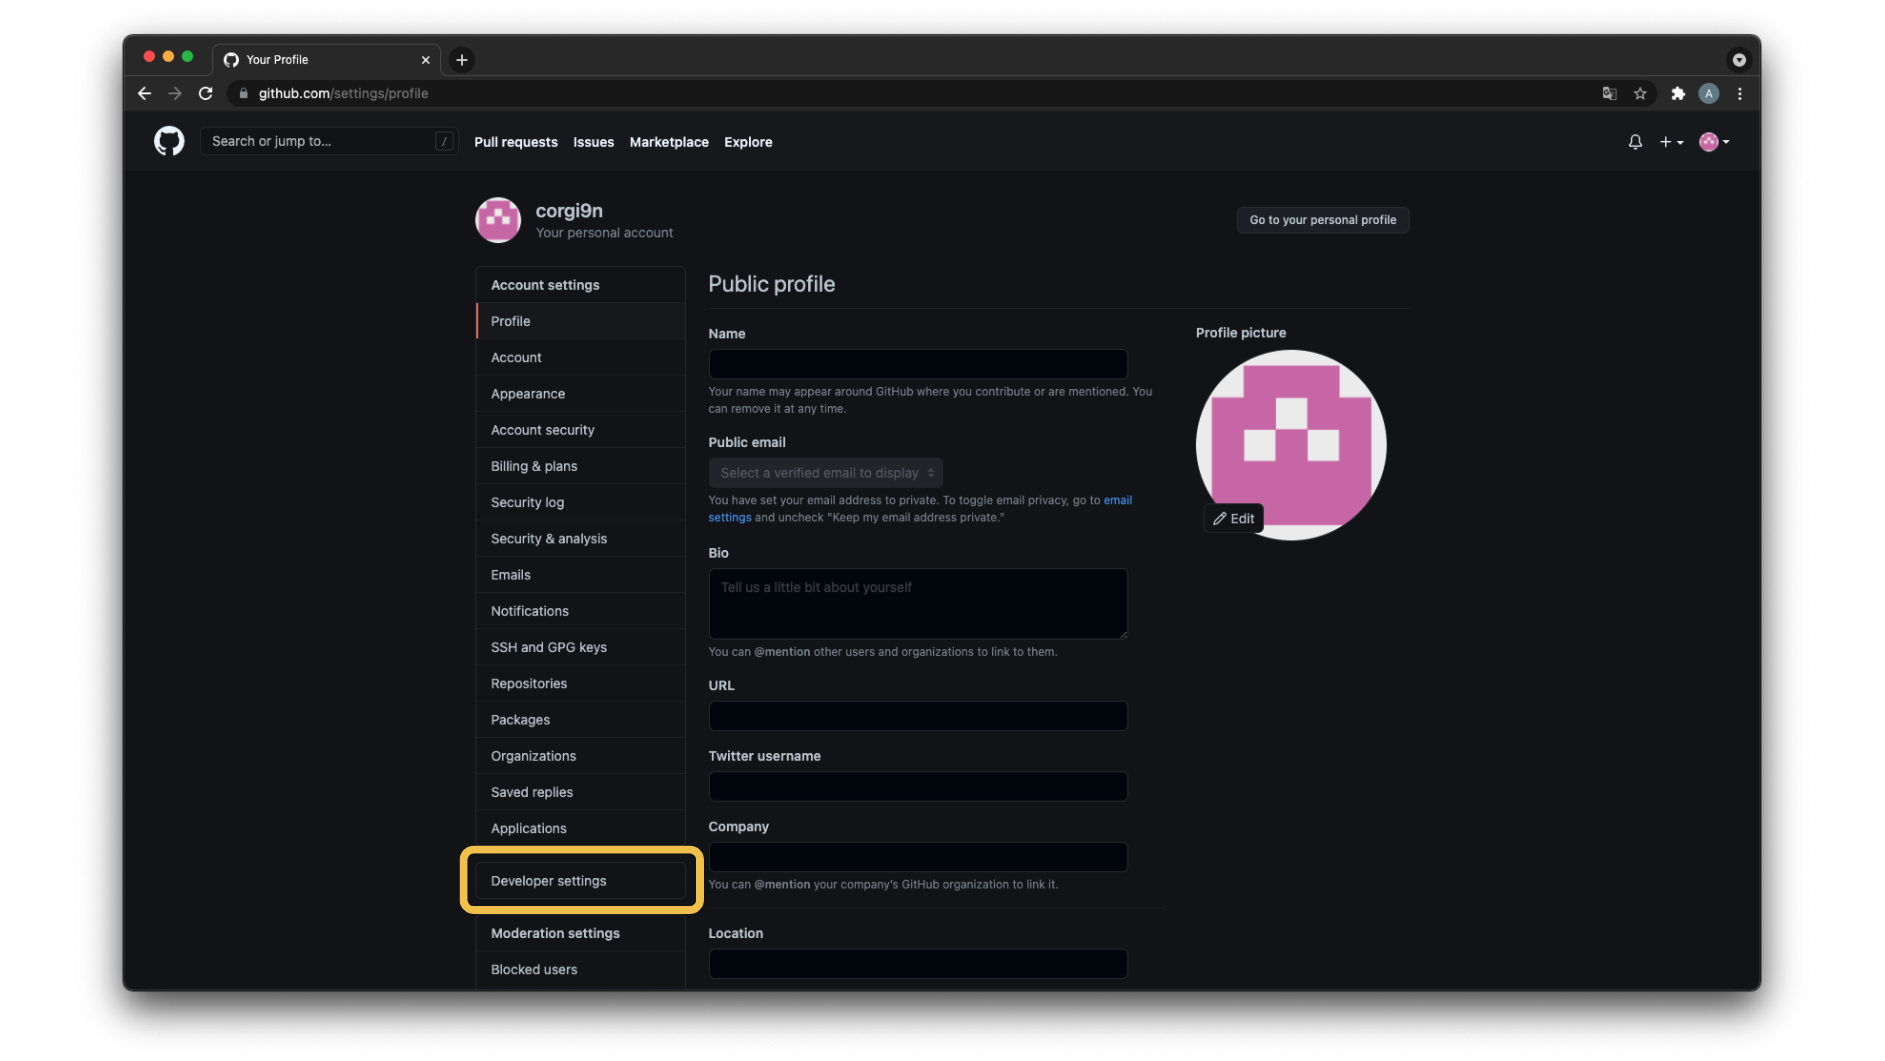 Your Profile
github.com/settings/profile
A
Search or jump to...
/
Pull requests
Issues
Marketplace
Explore
corgi9n
Your personal account
Go to your personal profile
Account settings
Profile
Account
Appearance
Account security
Billing & plans
Security log
Security & analysis
Emails
Notifications
SSH and GPG keys
Repositories
Packages
Organizations
Saved replies
Applications
Developer settings
Moderation settings
Blocked users
Public profile
Name
Your name may appear around GitHub where you contribute or are mentioned. You
can remove it at any time.
Public email
Select a verified email to display
You have set your email address to private. To toggle email privacy, go to email
settings and uncheck "Keep my email address private."
Bio
Tell us a little bit about yourself
You can @mention other users and organizations to link to them.
URL
Twitter username
Company
You can @mention your company's GitHub organization to link it.
Location
Profile picture
Edit